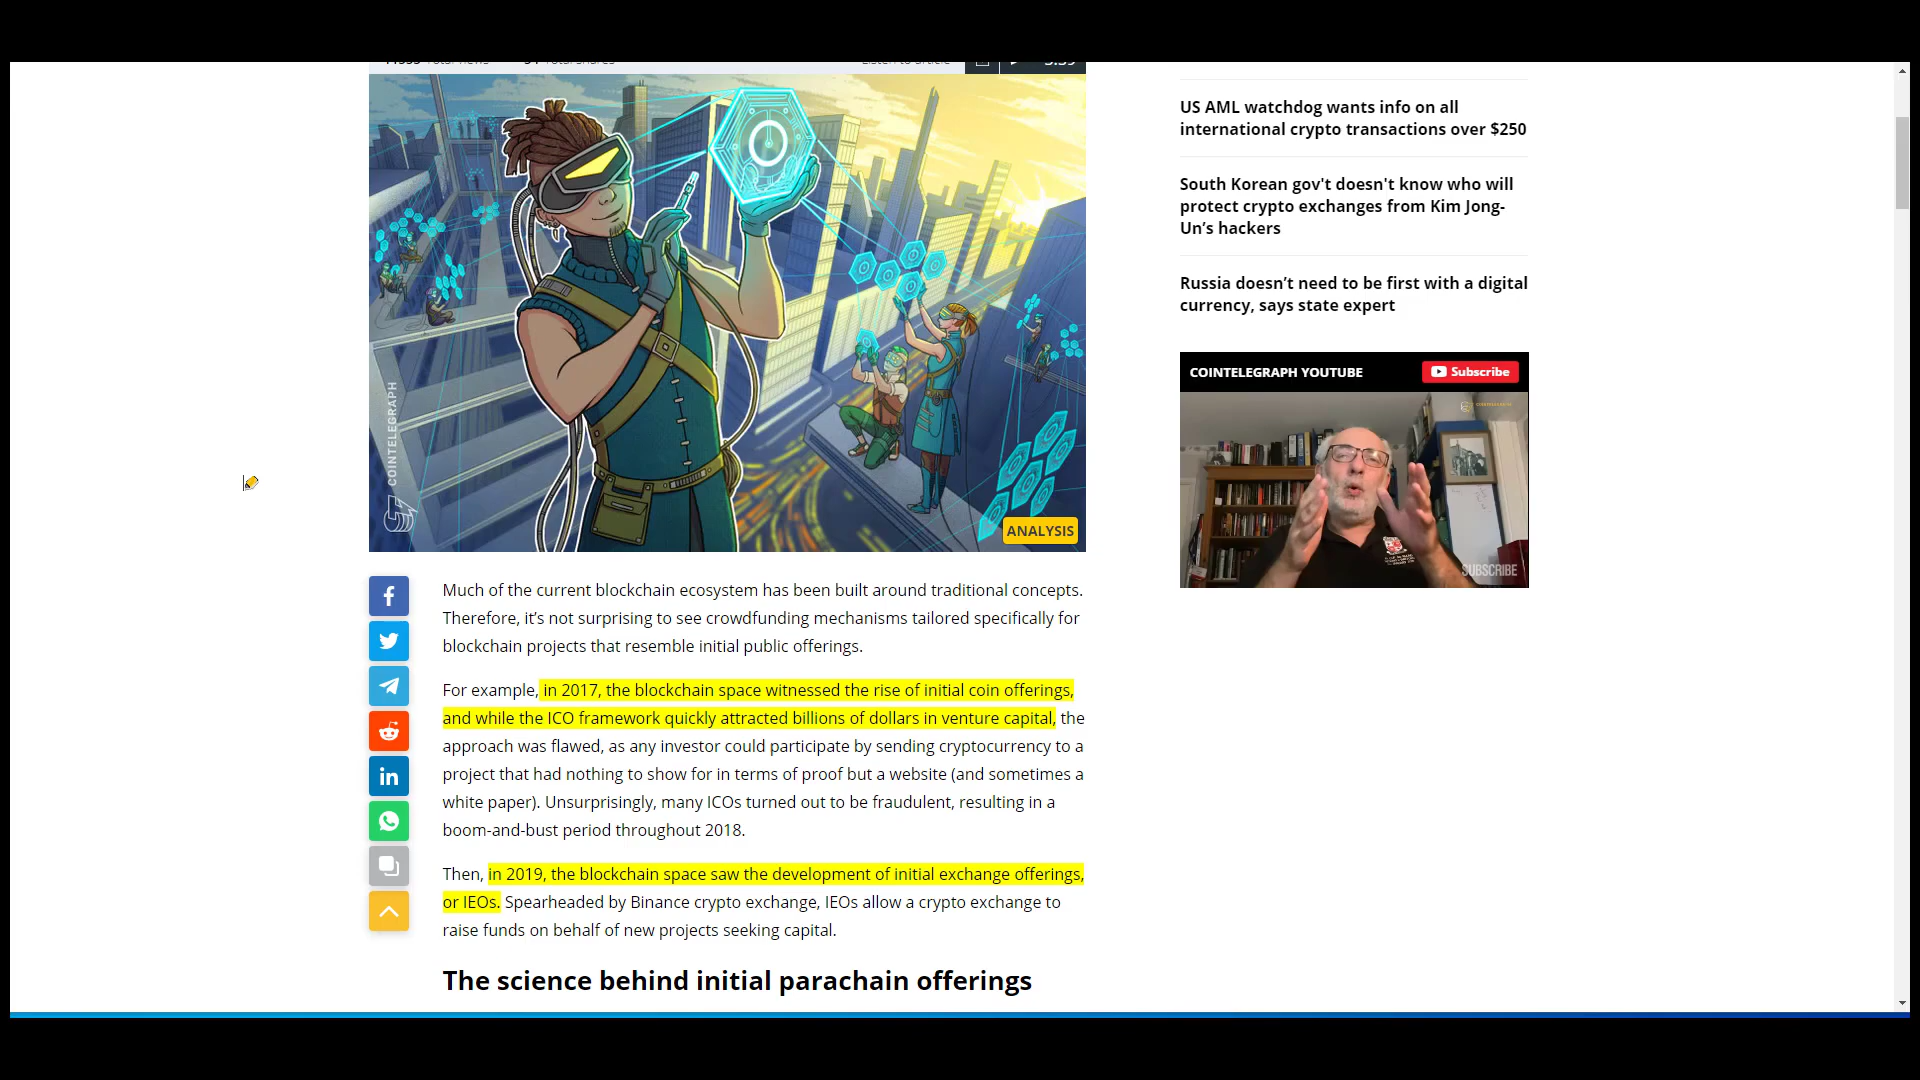 Total shares
Listen to article
COINTELEGRAPH
ANALYSIS
Much of the current blockchain ecosystem has been built around traditional concepts.
Therefore, it’s not surprising to see crowdfunding mechanisms tailored specifically for
blockchain projects that resemble initial public offerings.
For example, in 2017, the blockchain space witnessed the rise of initial coin offerings,
and while the ICO framework quickly attracted billions of dollars in venture capital, the
approach was flawed, as any investor could participate by sending cryptocurrency to a
project that had nothing to show for in terms of proof but a website (and sometimes a
white paper). Unsurprisingly, many ICOs turned out to be fraudulent, resulting in a
boom-and-bust period throughout 2018.
Then, in 2019, the blockchain space saw the development of initial exchange offerings,
or IEOs. Spearheaded by Binance crypto exchange, IEOs allow a crypto exchange to
raise funds on behalf of new projects seeking capital.
The science behind initial parachain offerings
US AML watchdog wants info on all
international crypto transactions over $250
South Korean gov't doesn't know who will
protect crypto exchanges from Kim Jong-
Un’s hackers
Russia doesn’t need to be first with a digital
currency, says state expert
COINTELEGRAPH YOUTUBE
Subscribe
SUBSCRIBE